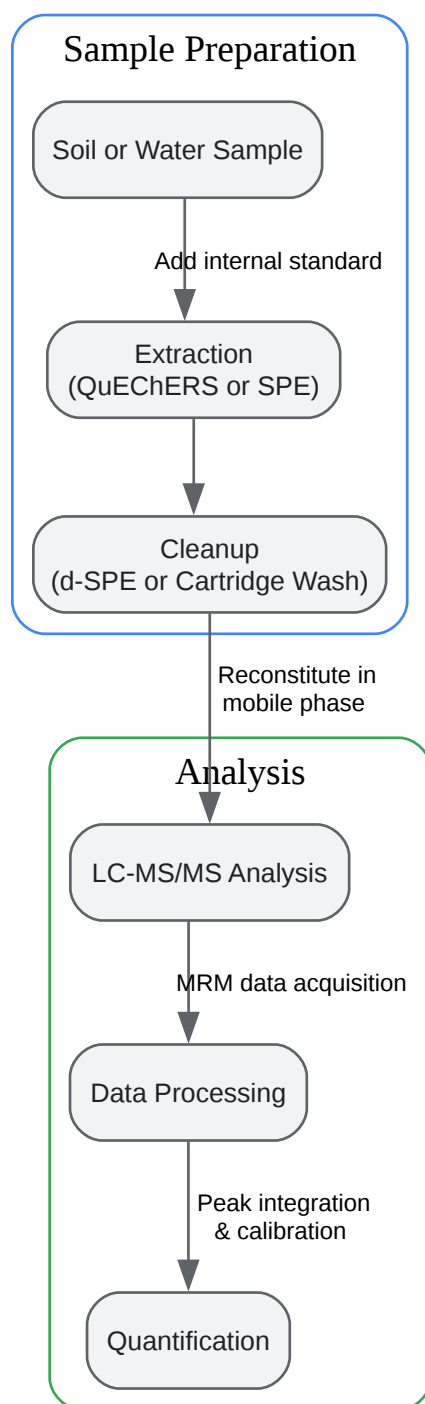 Sample Preparation
Soil or Water Sample
Add internal standard
Extraction
(QuEChERS or SPE)
Cleanup
(d-SPE or Cartridge Wash)
Reconstitute in
mobile phase
Analysis
LC-MS/MS Analysis
MRM data acquisition
Data Processing
Peak integration
& calibration
Quantification